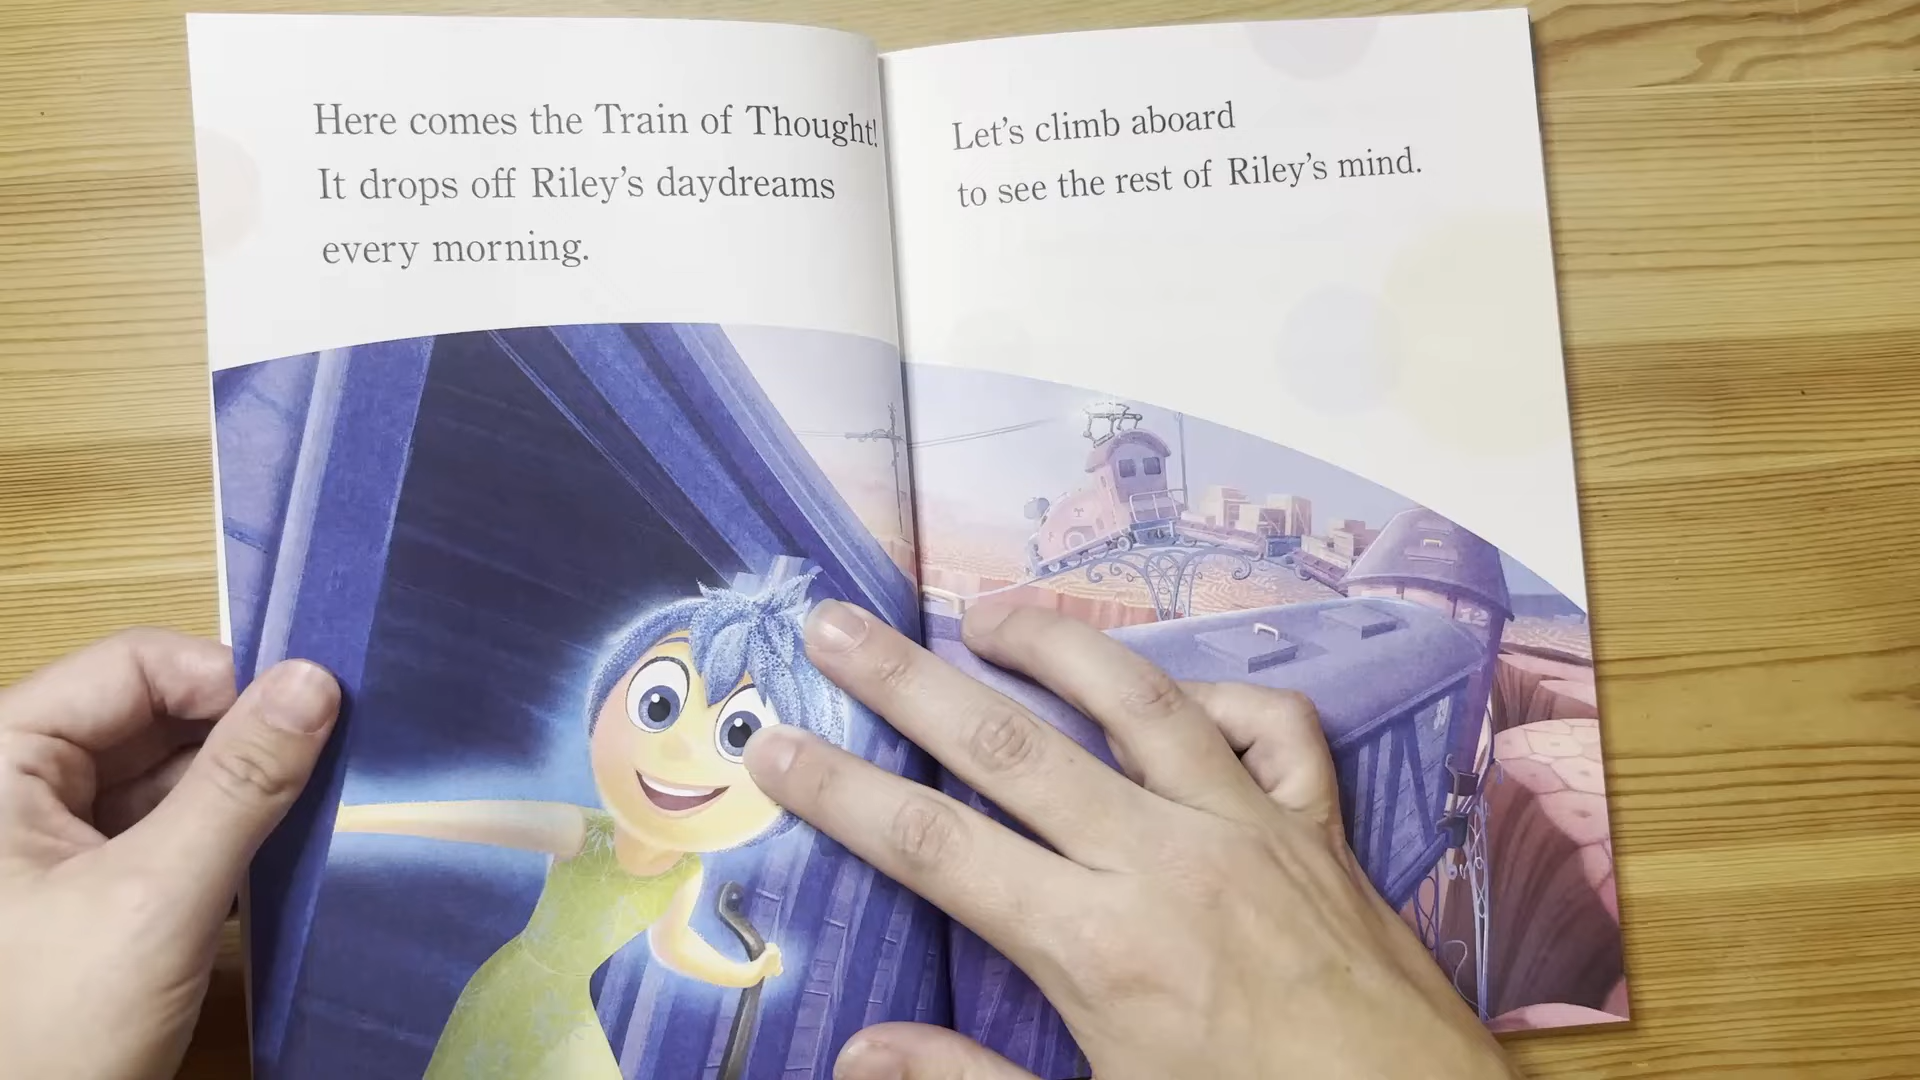 Here comes the Train of Thought!
It drops off Riley's daydreams
every morning.
Let's climb aboard
to see the rest of Riley's mind.